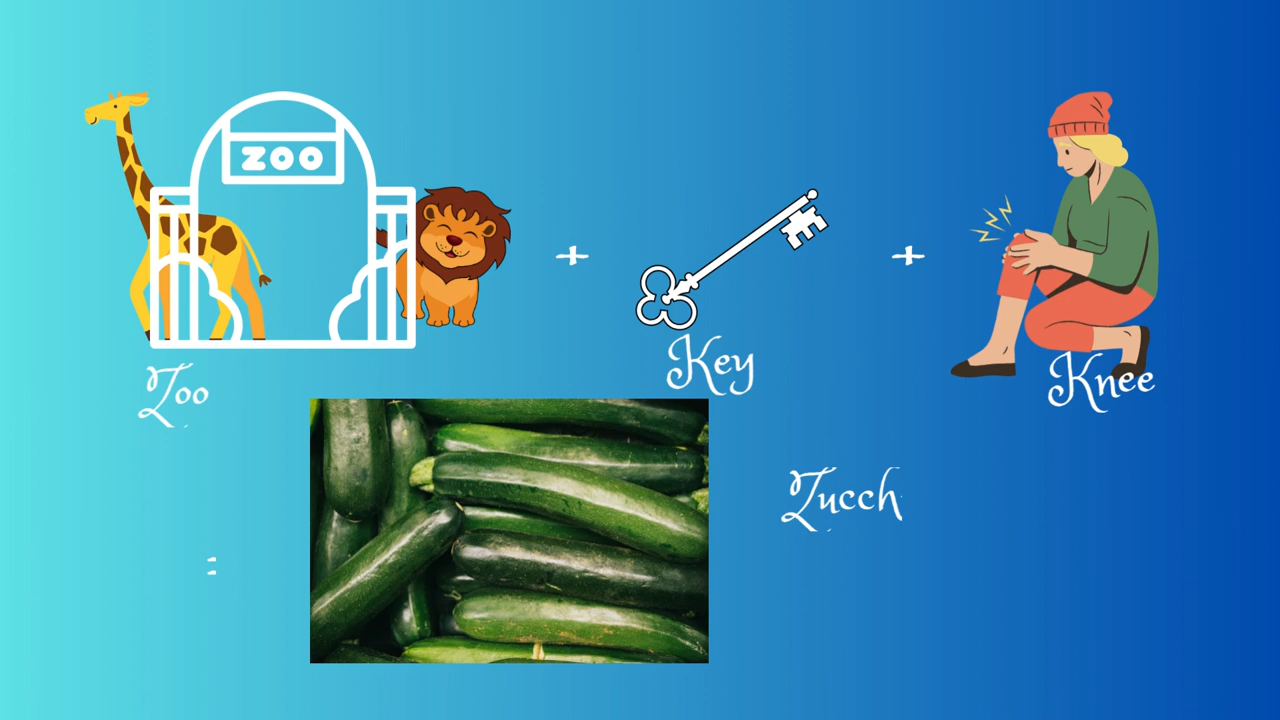 ZOO
+ +
Zoo
Key
Knee
=
Zucch